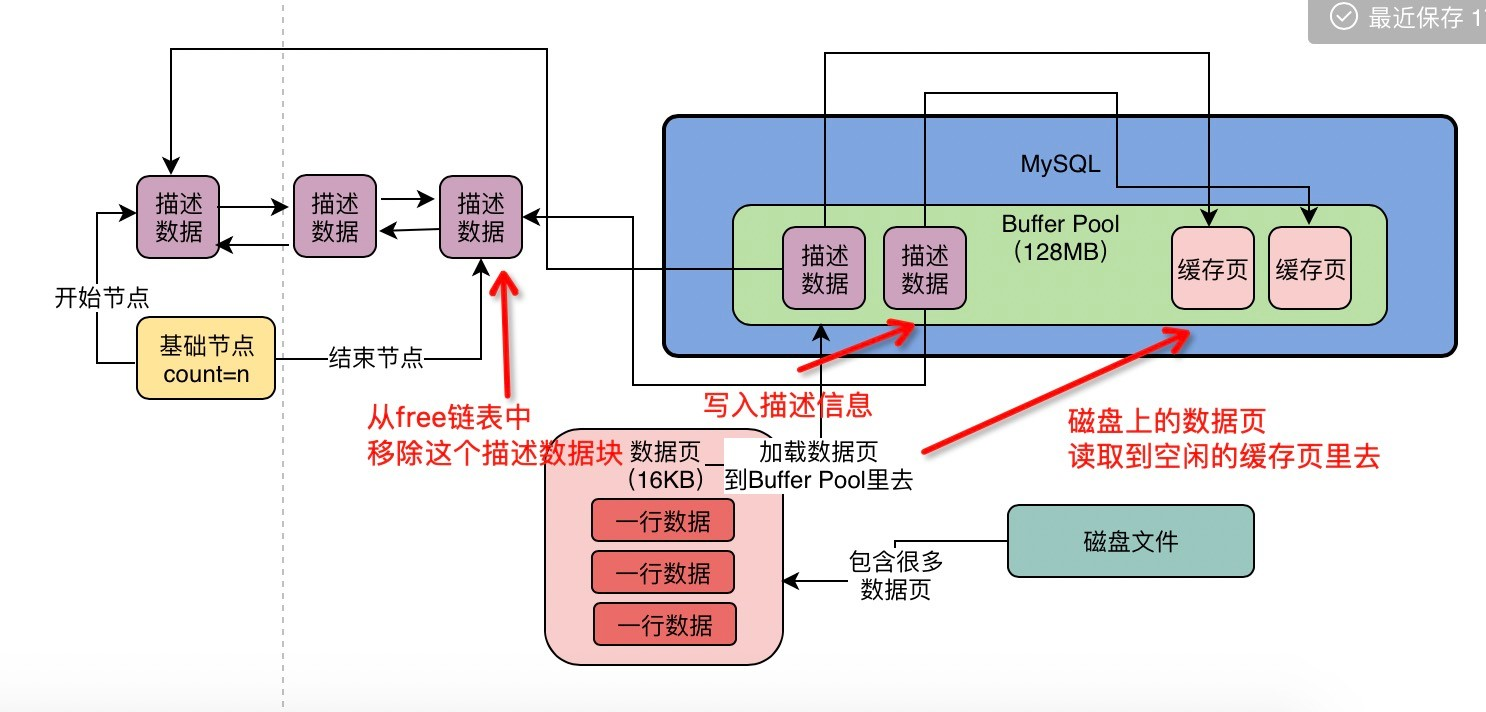 最近保存 1
MySQL
Buffer Pool
（128MB）
描述
数据
描述
数据
描述
数据
描述
数据
描述
数据
缓存页
缓存页
开始节点
基础节点
count=n
结束节点
从free链表中
移除这个描述数据块
写入描述信息
磁盘上的数据页
读取到空闲的缓存页里去
数据页
（16KB）
加载数据页
到Buffer Pool里去
一行数据
一行数据
一行数据
包含很多
数据页
磁盘文件